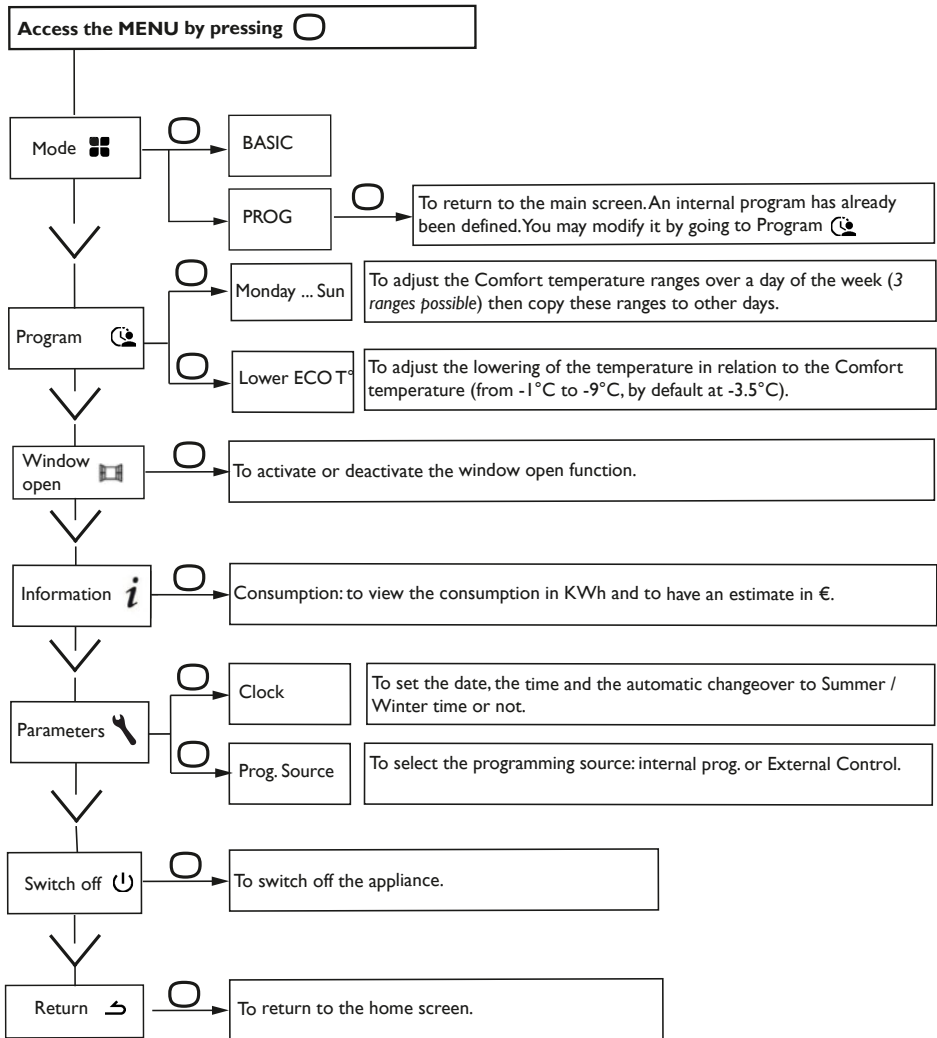 Access the MENU by pressing
Mode
BASIC
PROG
To return to the main screen. An internal program has already
been defined. You may modify it by going to Program
Program
Monday ... Sun
To adjust the Comfort temperature ranges over a day of the week (3
ranges possible) then copy these ranges to other days.
Lower ECO T°
To adjust the lowering of the temperature in relation to the Comfort
temperature (from -1°C to -9°C, by default at -3.5°C).
Window
open
To activate or deactivate the window open function.
Information i
Consumption: to view the consumption in KWh and to have an estimate in €.
Parameters
Clock
To set the date, the time and the automatic changeover to Summer /
Winter time or not.
Prog. Source
To select the programming source: internal prog. or External Control.
Switch off
To switch off the appliance.
Return
To return to the home screen.